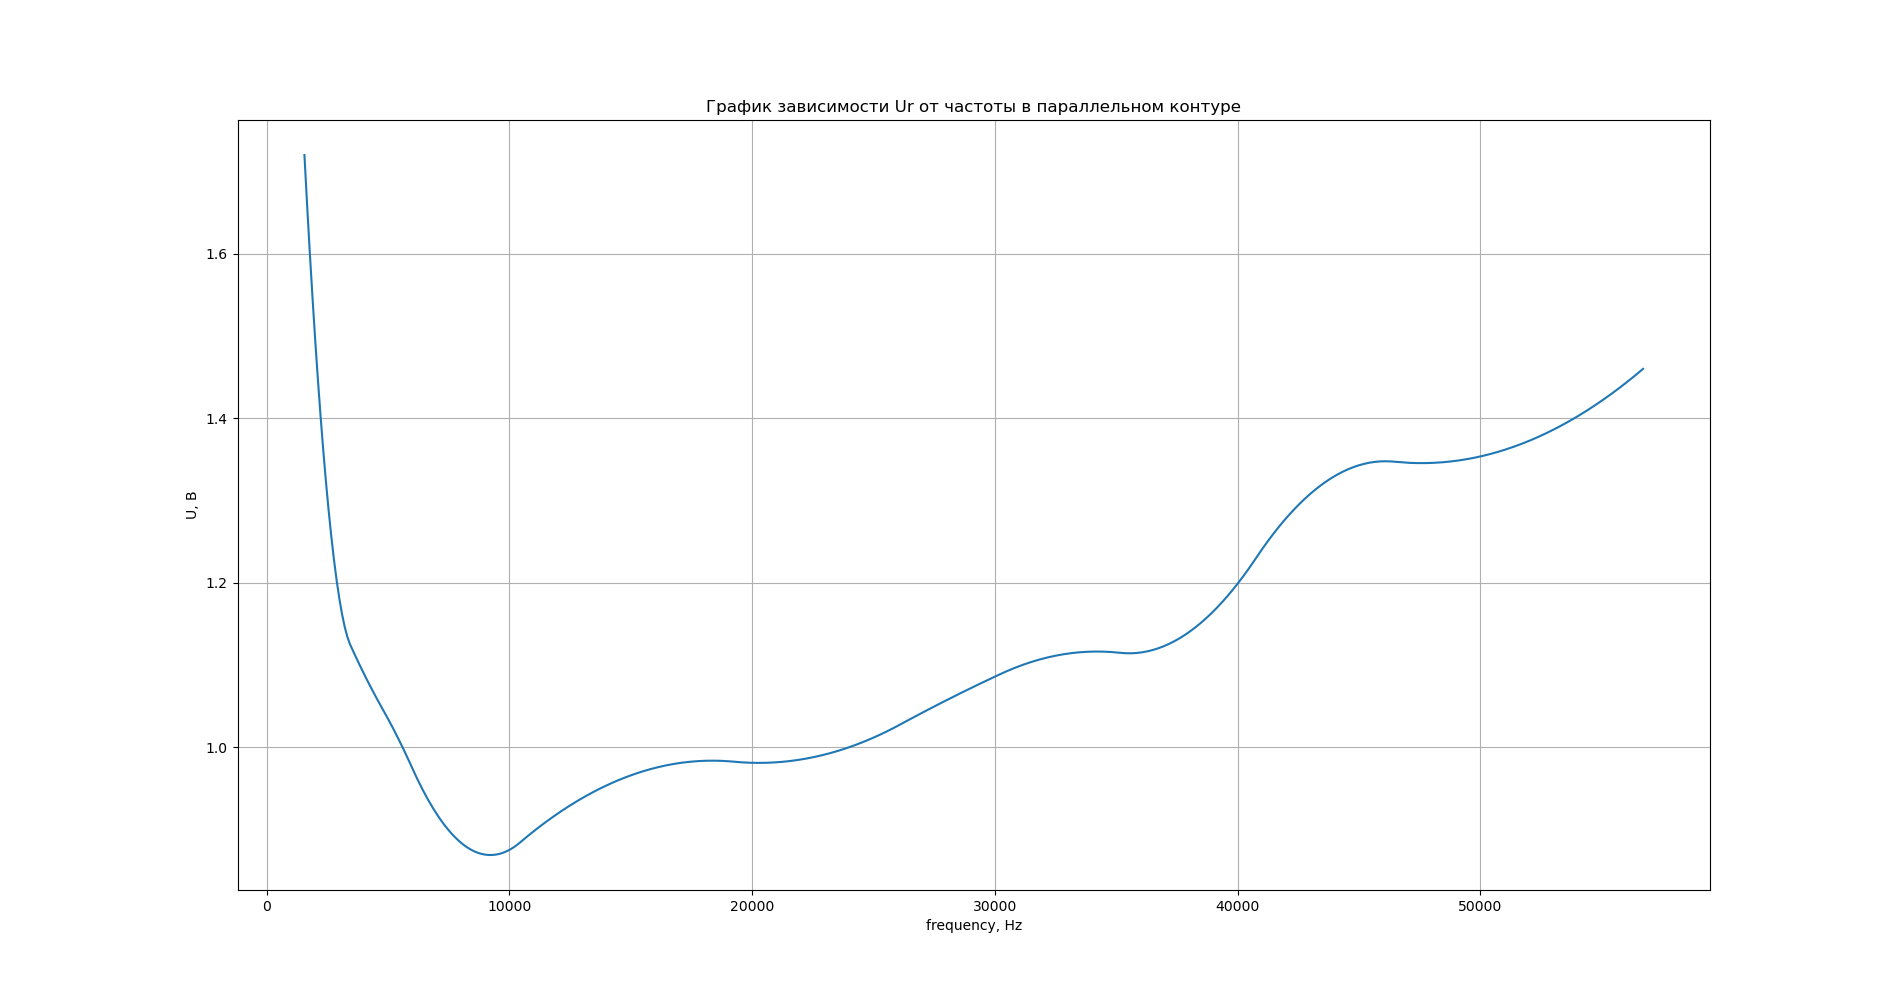 График зависимости Ur от частоты в параллельном контуре
1.6
1.4
1.2
1.0
U, В
0 10000 20000 30000 40000 50000
frequency, Hz